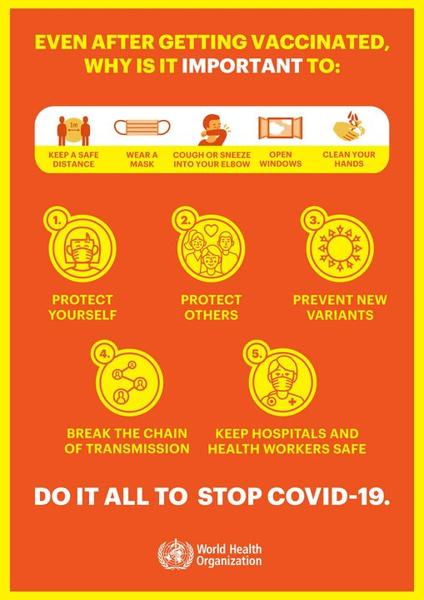 EVEN AFTER GETTING VACCINATED,
WHY IS IT IMPORTANT TO:
1m
KEEP A SAFE
DISTANCE
WEAR A
MASK
COUGH OR SNEEZE
INTO YOUR ELBOW
OPEN
WINDOWS
CLEAN YOUR
HANDS
1.
PROTECT
YOURSELF
2.
PROTECT
OTHERS
3.
PREVENT NEW
VARIANTS
4.
BREAK THE CHAIN
OF TRANSMISSION
5.
KEEP HOSPITALS AND
HEALTH WORKERS SAFE
DO IT ALL TO STOP COVID-19.
World Health
Organization